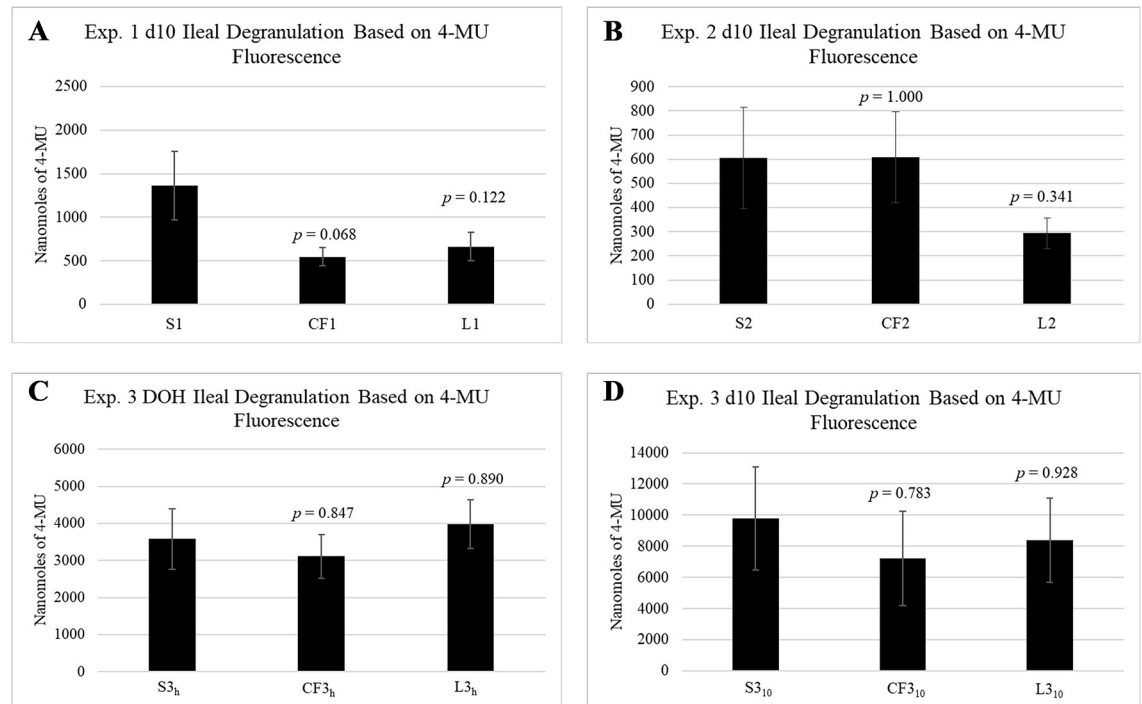 A
Exp. 1 d10 Ileal Degranulation Based on 4-MU
Fluorescence
Nanomoles of 4-MU
2500
2000
1500
1000
500
0
p = 0.068
p = 0.122
S1 CF1 L1
B
Exp. 2 d10 Ileal Degranulation Based on 4-MU
Fluorescence
Nanomoles of 4-MU
900
800
700
600
500
400
300
200
100
0
p = 1.000
p = 0.341
S2 CF2 L2
C
Exp. 3 DOH Ileal Degranulation Based on 4-MU
Fluorescence
Nanomoles of 4-MU
6000
5000
4000
3000
2000
1000
0
p = 0.847
p = 0.890
S3h CF3h L3h
D
Exp. 3 d10 Ileal Degranulation Based on 4-MU
Fluorescence
Nanomoles of 4-MU
14000
12000
10000
8000
6000
4000
2000
0
p = 0.783
p = 0.928
S310 CF310 L310